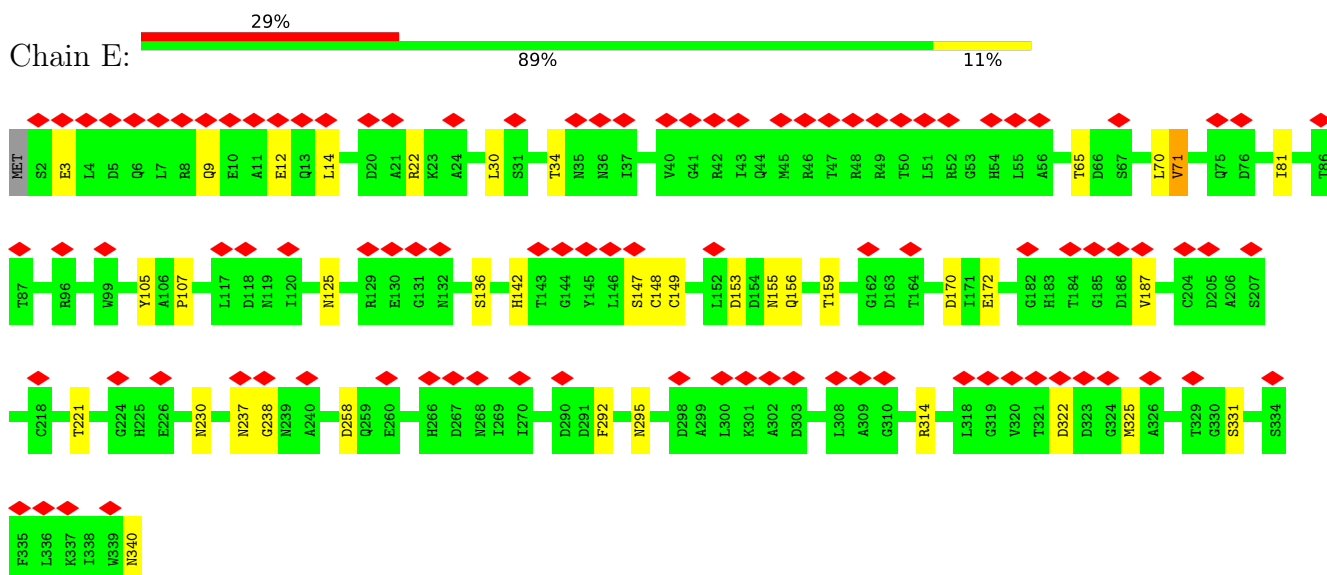 29%
Chain E:
89% 11%
MET S2 E3 L4 D5 Q6 L7 R8 Q9 E10 A11 E12 Q13 L14 D20 A21 R22 K23 A24 L30 S31 T34 N35 N36 I37 V40 G41 R42 I43 Q44 M45 R46 T47 R48 R49 T50 L51 R52 G53 H54 L55 A56 T65 D66 S67 L70 V71 Q75 D76 I81 T86
T87 R96 W99 Y105 A106 P107 L117 D118 N119 I120 N125 R129 E130 G131 N132 S136 H142 T143 G144 Y145 L146 S147 C148 C149 L152 D153 D154 N155 Q156 T159 G162 D163 T164 D170 I171 E172 G182 H183 T184 G185 D186 V187 C204 D205 A206 S207
C218 T221 G224 H225 E226 N230 N237 G238 N239 A240 D258 Q259 E260 H266 D267 N268 I269 I270 D290 D291 F292 N295 D298 A299 L300 K301 A302 D303 L308 A309 G310 R314 L318 G319 V320 T321 D322 D323 G324 M325 A326 T329 G330 S331 S334
F335 L336 K337 I338 W339 N340